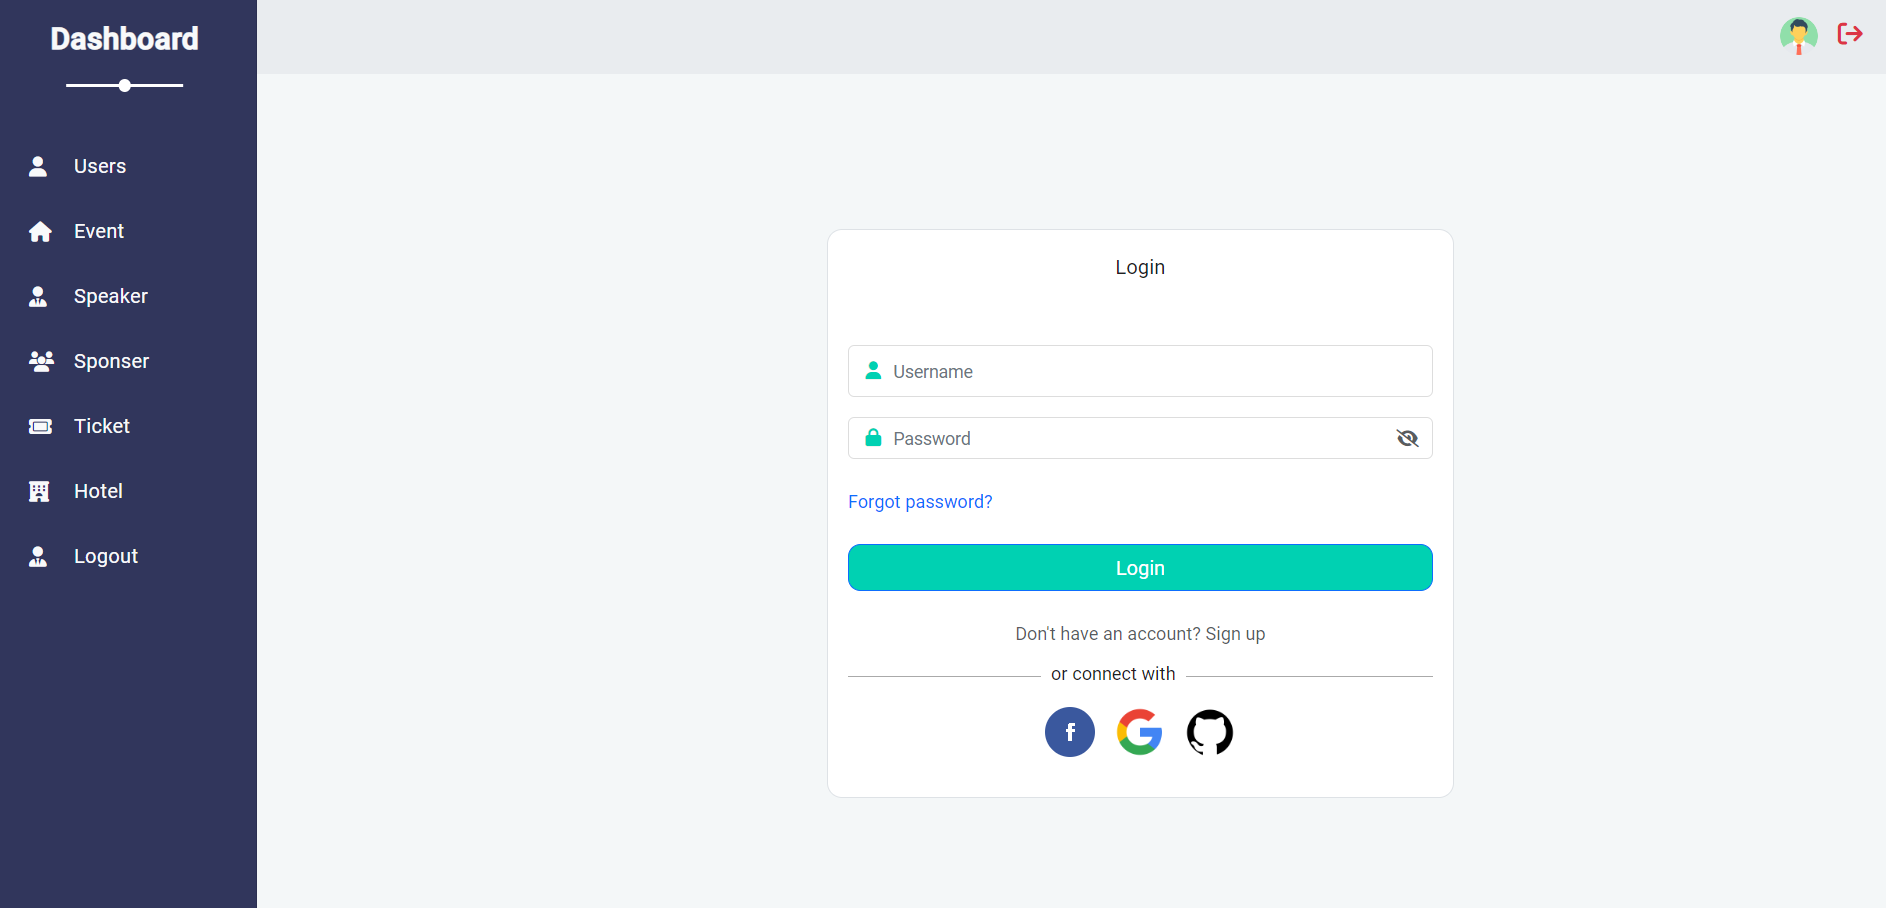 Dashboard
Users
Event
Speaker
Sponser
Ticket
Hotel
Logout
Login
Username
Password
Forgot password?
Login
Don't have an account? Sign up
or connect with
f